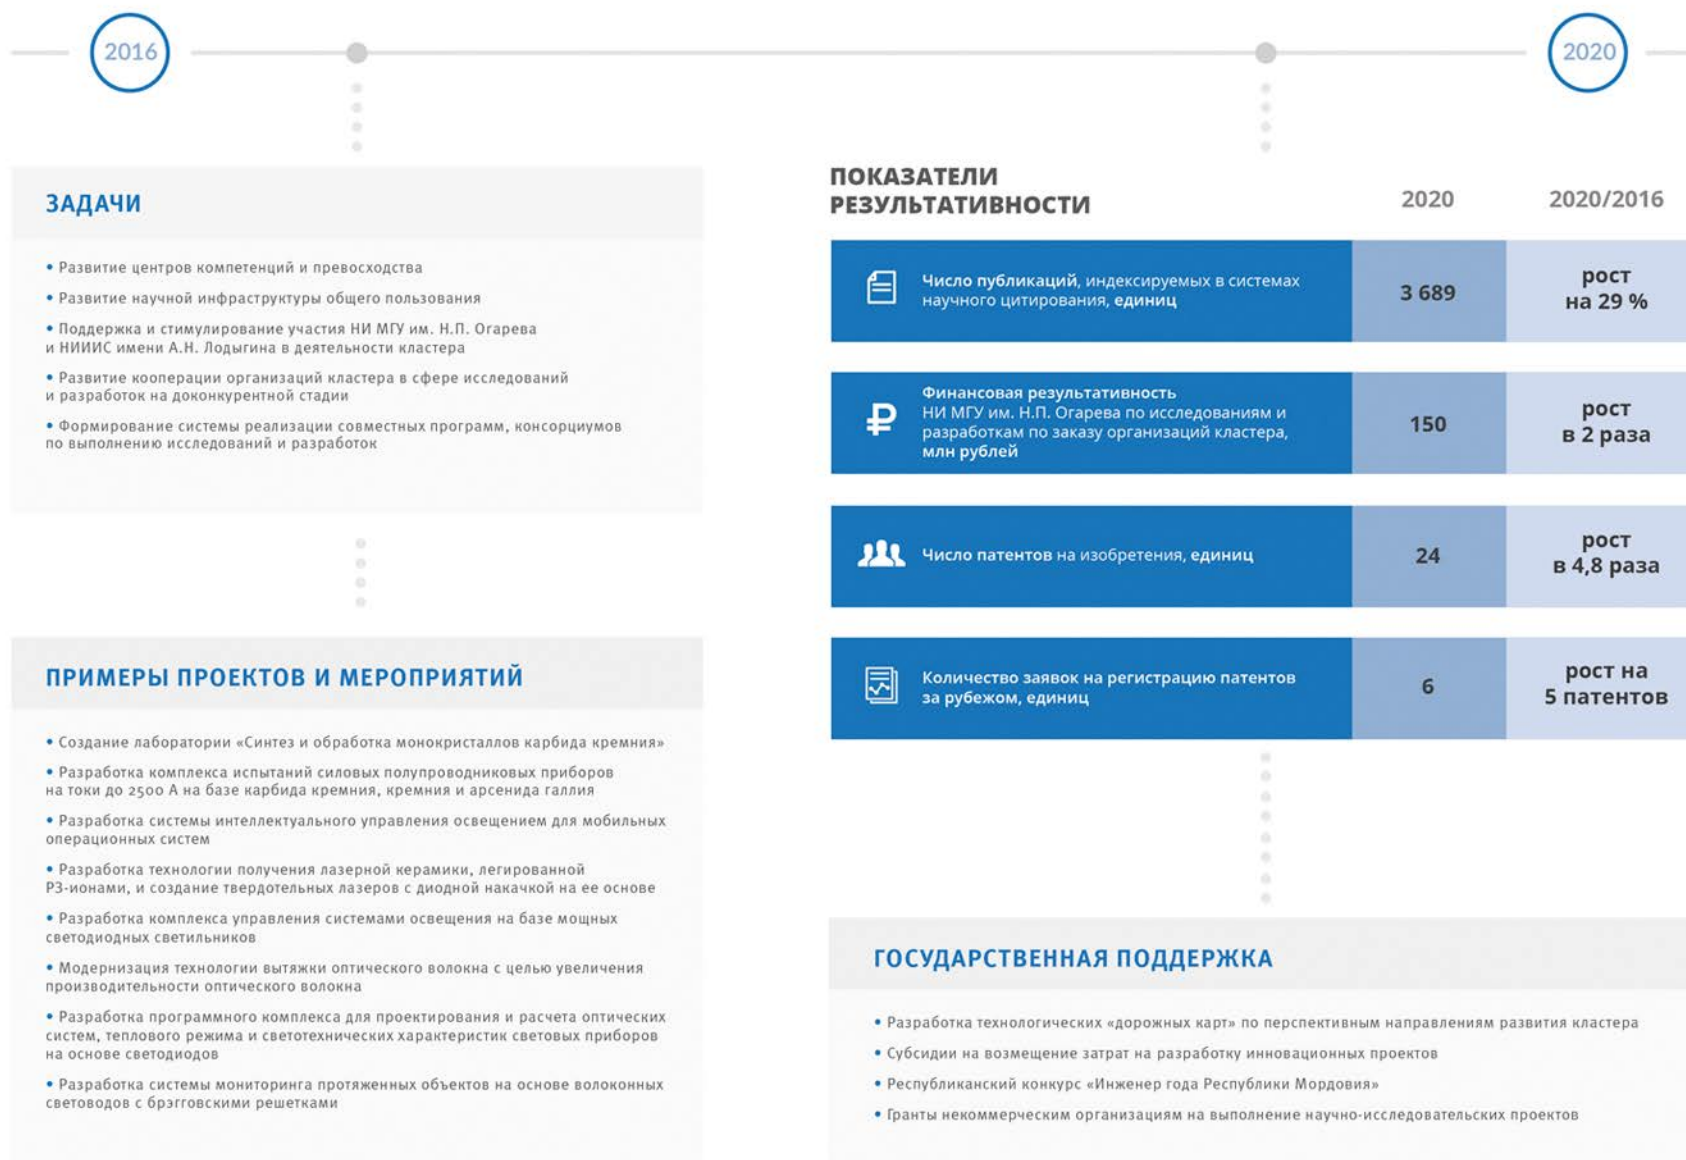 2016
2020
ЗАДАЧИ
• Развитие центров компетенций и превосходства
• Развитие научной инфраструктуры общего пользования
• Поддержка и стимулирование участия НИ МГУ им. Н.П. Огарева
и НИИИС имени А.Н. Лодыгина в деятельности кластера
• Развитие кооперации организаций кластера в сфере исследований
и разработок на доконкурентной стадии
• Формирование системы реализации совместных программ, консорциумов
по выполнению исследований и разработок
ПРИМЕРЫ ПРОЕКТОВ И МЕРОПРИЯТИЙ
• Создание лаборатории «Синтез и обработка монокристаллов карбида кремния»
• Разработка комплекса испытаний силовых полупроводниковых приборов
на токи до 2500 А на базе карбида кремния, кремния и арсенида галлия
• Разработка системы интеллектуального управления освещением для мобильных
операционных систем
• Разработка технологии получения лазерной керамики, легированной
РЗ-ионами, и создание твердотельных лазеров с диодной накачкой на ее основе
• Разработка комплекса управления системами освещения на базе мощных
светодиодных светильников
• Модернизация технологии вытяжки оптического волокна с целью увеличения
производительности оптического волокна
• Разработка программного комплекса для проектирования и расчета оптических
систем, теплового режима и светотехнических характеристик световых приборов
на основе светодиодов
• Разработка системы мониторинга протяженных объектов на основе волоконных
световодов с брэгговскими решетками
ПОКАЗАТЕЛИ
РЕЗУЛЬТАТИВНОСТИ
2020
2020/2016
Число публикаций, индексируемых в системах
научного цитирования, единиц
3 689
рост
на 29 %
Финансовая результативность
НИ МГУ им. Н.П. Огарева по исследованиям и
разработкам по заказу организаций кластера,
млн рублей
150
рост
в 2 раза
Число патентов на изобретения, единиц
24
рост
в 4,8 раза
Количество заявок на регистрацию патентов
за рубежом, единиц
6
рост на
5 патентов
ГОСУДАРСТВЕННАЯ ПОДДЕРЖКА
• Разработка технологических «дорожных карт» по перспективным направлениям развития кластера
• Субсидии на возмещение затрат на разработку инновационных проектов
• Республиканский конкурс «Инженер года Республики Мордовия»
• Гранты некоммерческим организациям на выполнение научно-исследовательских проектов